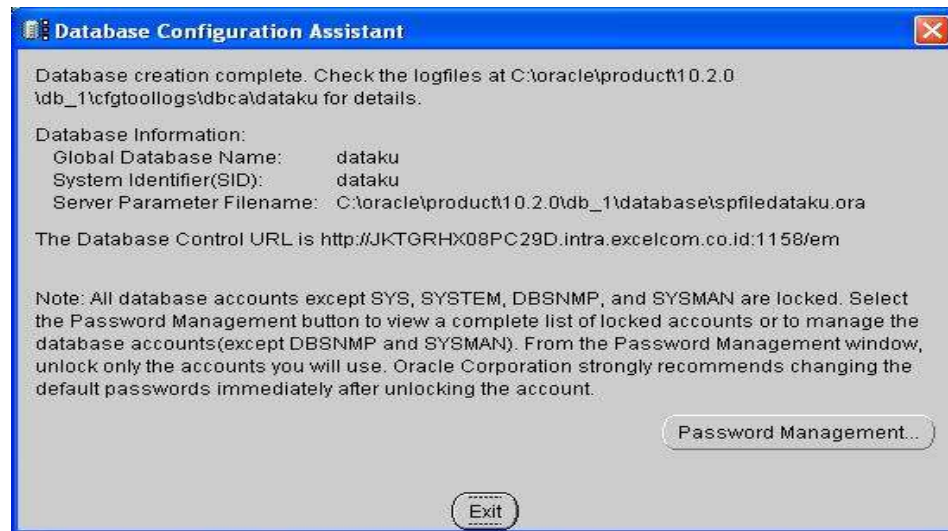 Database Configuration Assistant
Database creation complete. Check the logfiles at C:\oracle\product\10.2.0
\db_1\cfgtoollogs\dbca\dataku for details.
Database Information:
Global Database Name: dataku
System Identifier(SID): dataku
Server Parameter Filename: C:\oracle\product\10.2.0\db_1\database\spfiledataku.ora
The Database Control URL is http://JKTGRHX08PC29D.intra.excelcom.co.id:1158/em
Note: All database accounts except SYS, SYSTEM, DBSNMP, and SYSMAN are locked. Select
the Password Management button to view a complete list of locked accounts or to manage the
database accounts(except DBSNMP and SYSMAN). From the Password Management window,
unlock only the accounts you will use. Oracle Corporation strongly recommends changing the
default passwords immediately after unlocking the account.
Password Management...
Exit